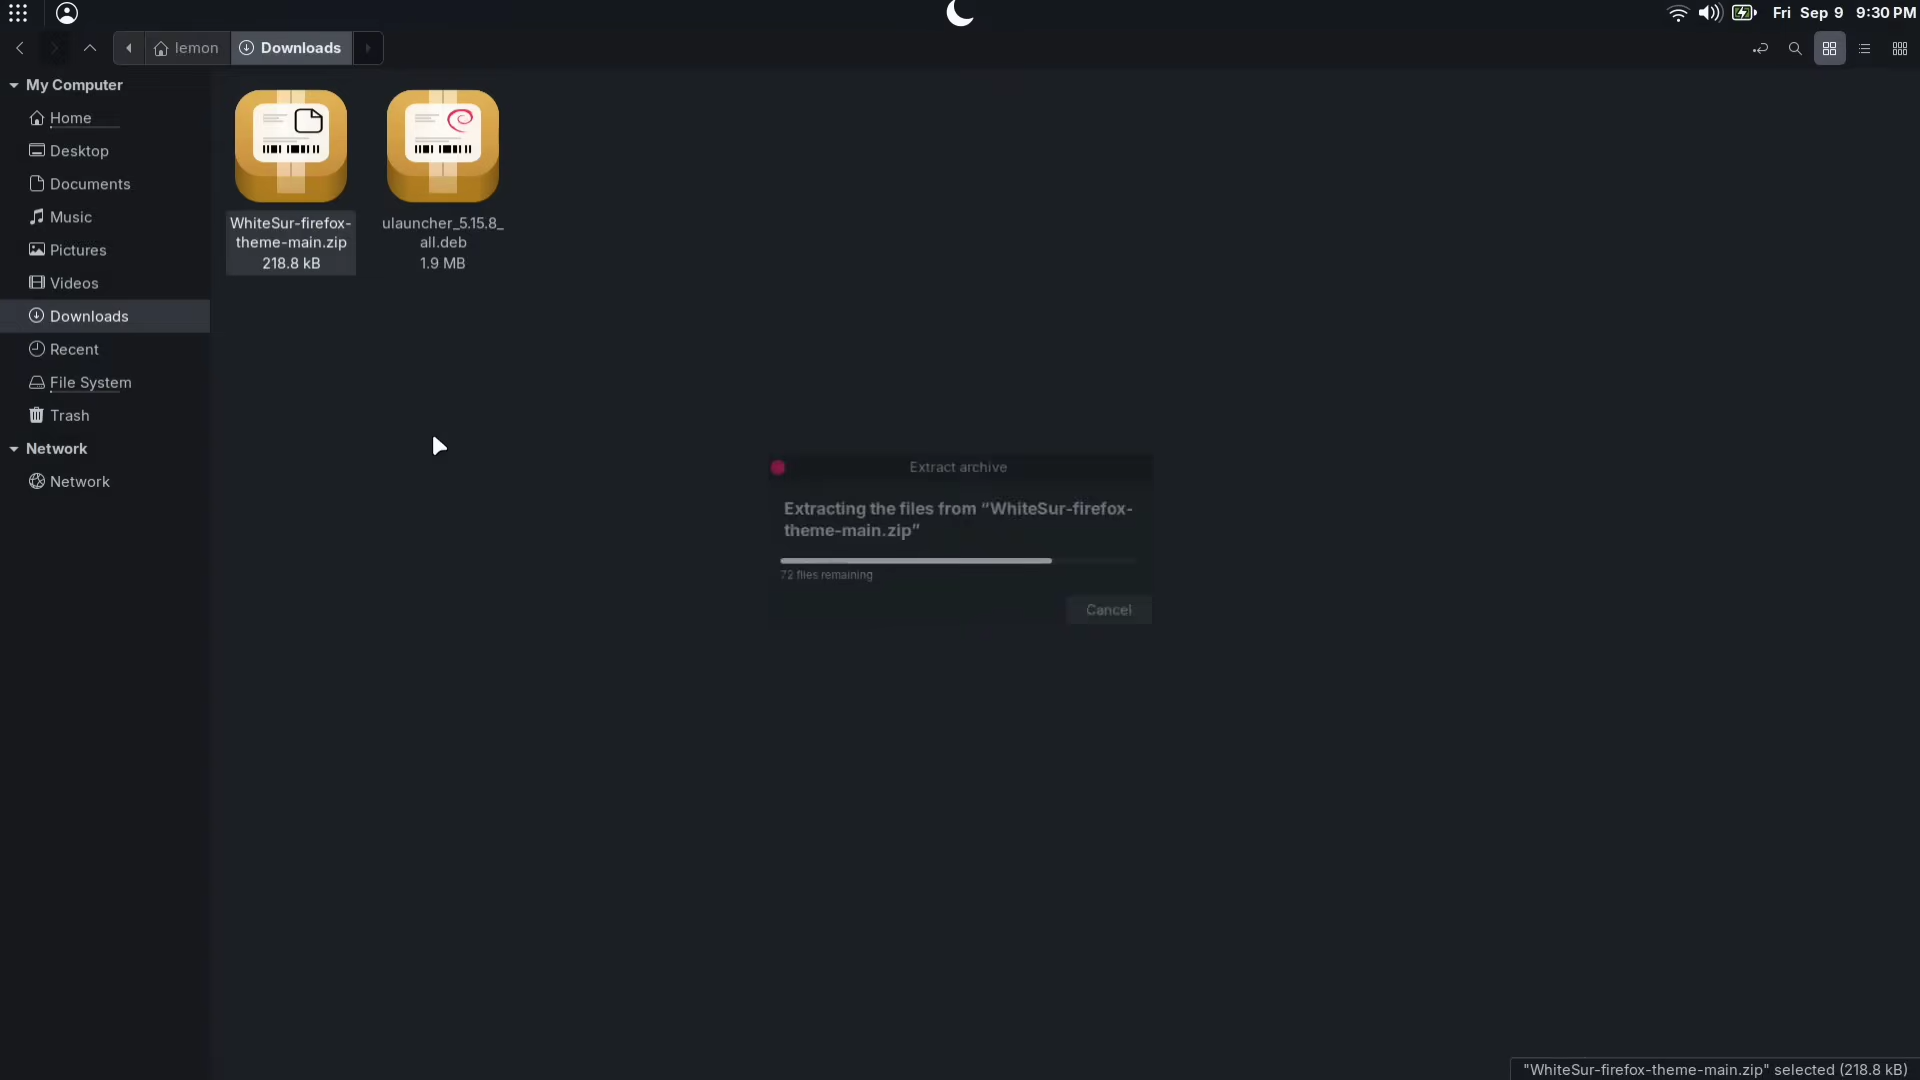 Fri Sep 9 9:30 PM
lemon
Downloads
My Computer
Home
Desktop
Documents
Music
Pictures
Videos
Downloads
Recent
File System
Trash
Network
Network
WhiteSur-firefox-
theme-main.zip
218.8 kB
ulauncher_5.15.8_
all.deb
1.9 MB
Extract archive
Extracting the files from “WhiteSur-firefox-
theme-main.zip”
72 files remaining
Cancel
"WhiteSur-firefox-theme-main.zip" selected (218.8 kB)